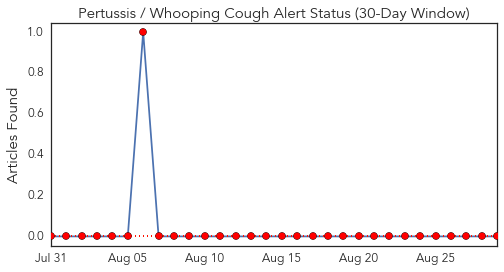 Pertussis / Whooping Cough Alert Status (30-Day Window)
Articles Found
1.0
0.8
0.6
0.4
0.2
0.0
Jul 31 Aug 05 Aug 10 Aug 15 Aug 20 Aug 25